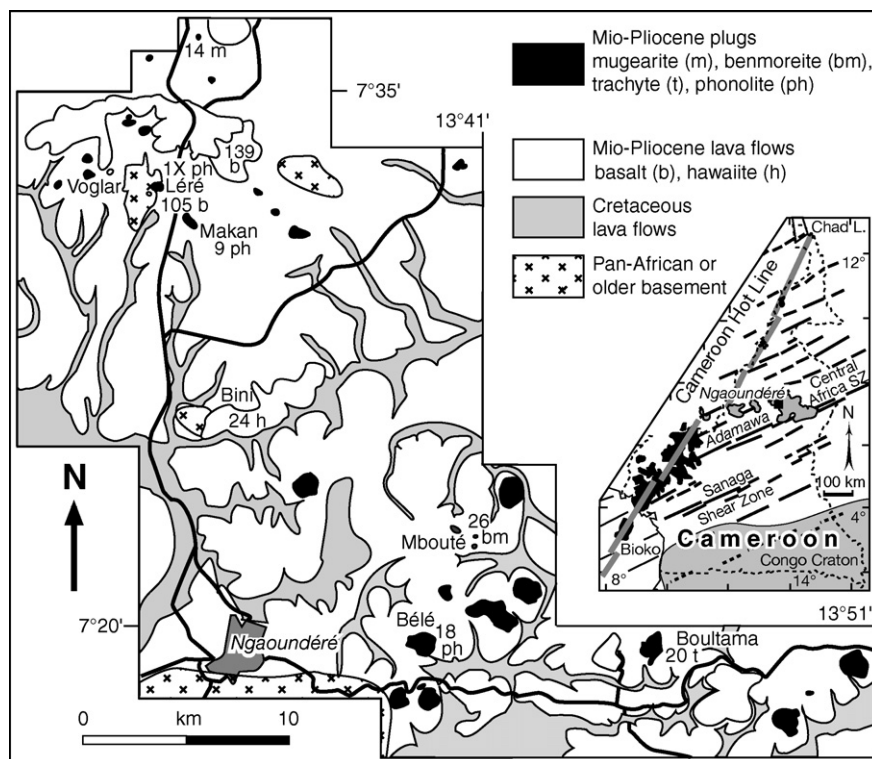 14 m
7°35'
13°41'
139
b
1X ph
Voglar
Léré
105 b
Makan
9 ph
Bini
24 h
N
26
bm
Mbouté
7°20'
Ngaoundéré
Bélé
18
ph
Boultama
20 t
13°51'
0 km 10
Mio-Pliocene plugs
mugearite (m), benmoreite (bm),
trachyte (t), phonolite (ph)
Mio-Pliocene lava flows
basalt (b), hawaiite (h)
Cretaceous
lava flows
Pan-African or
older basement
Chad L.
12°
Cameroon Hot Line
Ngaoundéré
Central
Africa SZ
Adamawa
N
100 km
Sanaga
Shear Zone
4°
Cameroon
Bioko
Congo Craton
8°
14°